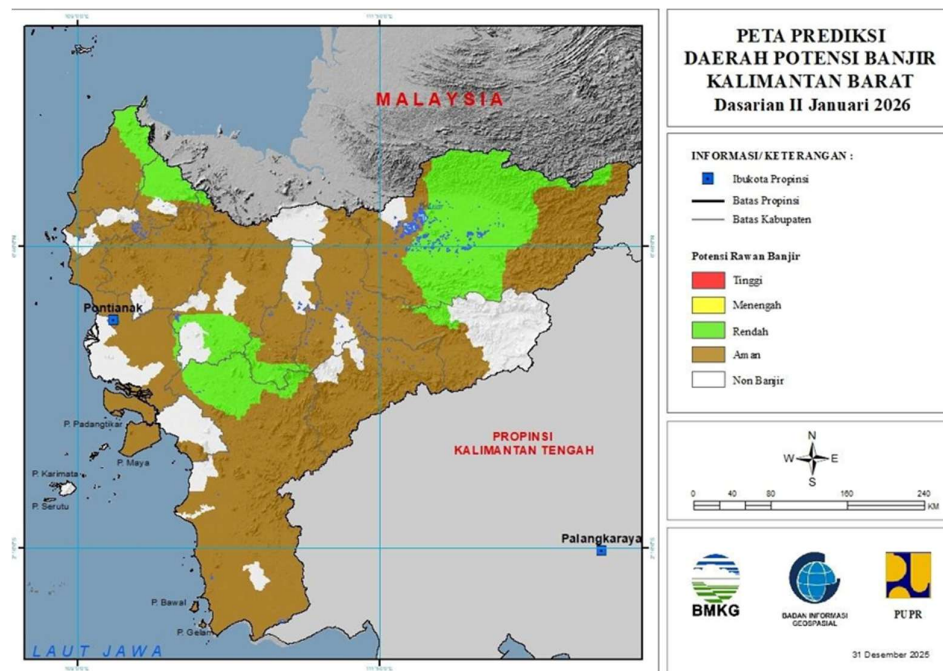 PETA PREDIKSI
DAERAH POTENSI BANJIR
KALIMANTAN BARAT
Dasarian II Januari 2026
INFORMASI/ KETERANGAN :
Ibukota Propinsi
Batas Propinsi
Batas Kabupaten
Potensi Rawan Banjir
Tinggi
Menengah
Rendah
Aman
Non Banjir
N
W E
S
0 40 80 160 240
KM
BMKG
BADAN INFORMASI
GEOSPASIAL
PUPR
31 Desember 2025
MALAYSIA
Pontianak
P. Padangtikar
P. Maya
P. Karimata
P. Serutu
PROPINSI
KALIMANTAN TENGAH
Palangkaraya
P. Bawal
P. Gelam
LAUT JAWA